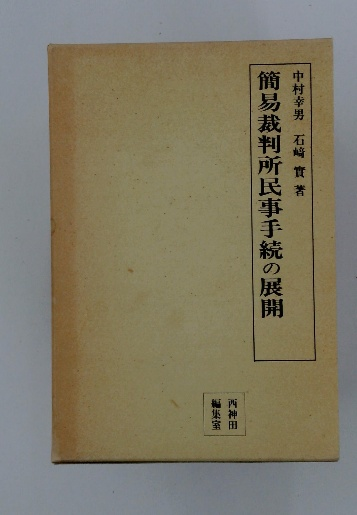 中村幸男 石﨑實著
簡易裁判所民事手続の展開
西神田
編集室